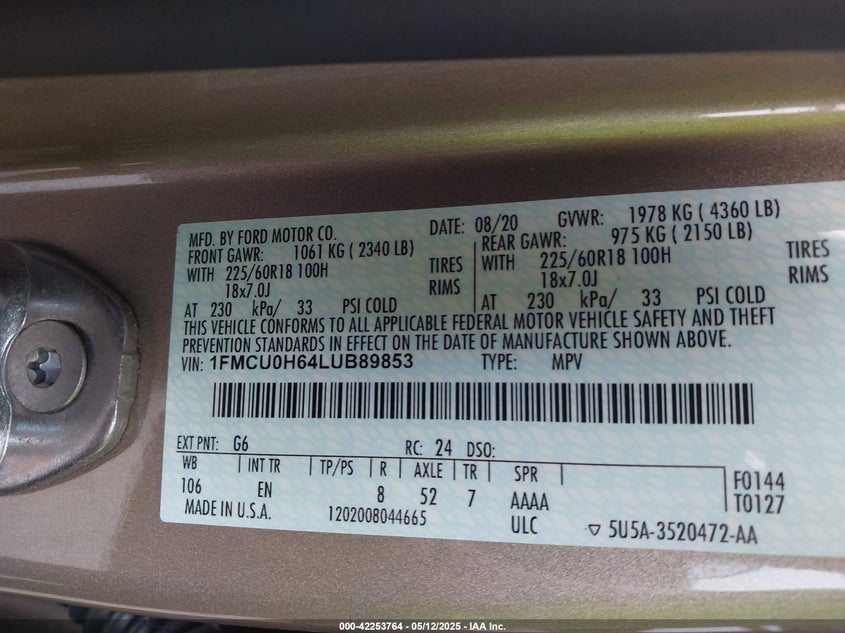 MFD. BY FORD MOTOR CO. DATE: 08/20 GVWR: 1978 KG ( 4360 LB)
FRONT GAWR: 1061 KG ( 2340 LB) REAR GAWR: 975 KG ( 2150 LB)
WITH 225/60R18 100H TIRES WITH 225/60R18 100H TIRES
18x7.0J RIMS 18x7.0J RIMS
AT 230 kPa/ 33 PSI COLD AT 230 kPa/ 33 PSI COLD
THIS VEHICLE CONFORMS TO ALL APPLICABLE FEDERAL MOTOR VEHICLE SAFETY AND THEFT
PREVENTION STANDARDS IN EFFECT ON THE DATE OF MANUFACTURE SHOWN ABOVE.
VIN: 1FMCU0H64LUB89853 TYPE: MPV
EXT PNT: G6 RC: 24 DSO:
WB INT TR TP/PS R AXLE TR SPR
106 EN 8 52 7 AAAA F0144
T0127
MADE IN U.S.A. 1202008044665 ULC ▽ 5U5A-3520472-AA
000-42253764 - 05/12/2025 - IAA Inc.